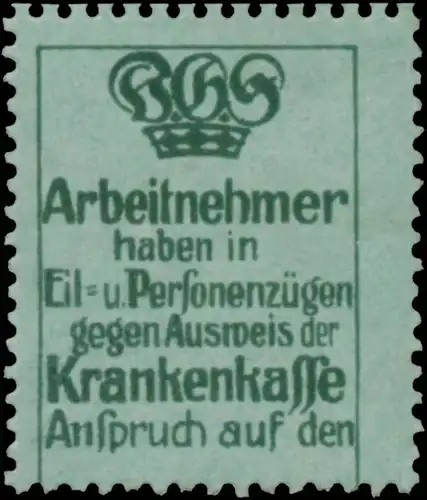 V.G.S
Arbeitnehmer
haben in
Eil- u. Perſonenzügen
gegen Ausweis der
Krankenkaſſe
Anſpruch auf den